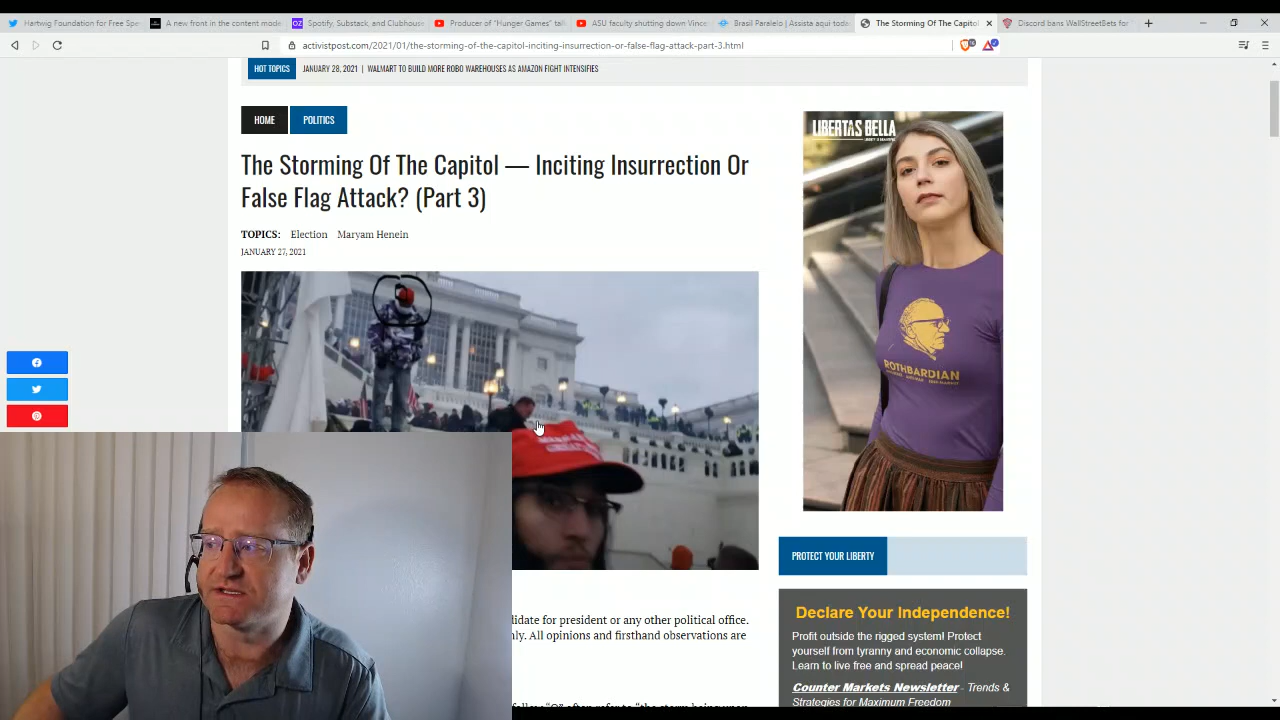 Hartwig Foundation for Free Spe
A new front in the content mode
Spotify, Substack, and Clubhouse
Producer of "Hunger Games" tal
ASU faculty shutting down Vince
Brasil Paralelo | Assista aqui todo
The Storming Of The Capitol
Discord bans WallStreetBets for
activistpost.com/2021/01/the-storming-of-the-capitol-inciting-insurrection-or-false-flag-attack-part-3.html
HOT TOPICS JANUARY 28, 2021 | WALMART TO BUILD MORE ROBO WAREHOUSES AS AMAZON FIGHT INTENSIFIES
HOME POLITICS
The Storming Of The Capitol — Inciting Insurrection Or
False Flag Attack? (Part 3)
TOPICS: Election Maryam Henein
JANUARY 27, 2021
lidate for president or any other political office.
nly. All opinions and firsthand observations are
LIBERTAS BELLA
ROTHBARDIAN
PROTECT YOUR LIBERTY
Declare Your Independence!
Profit outside the rigged system! Protect
yourself from tyranny and economic collapse.
Learn to live free and spread peace!
Counter Markets Newsletter - Trends &
Strategies for Maximum Freedom